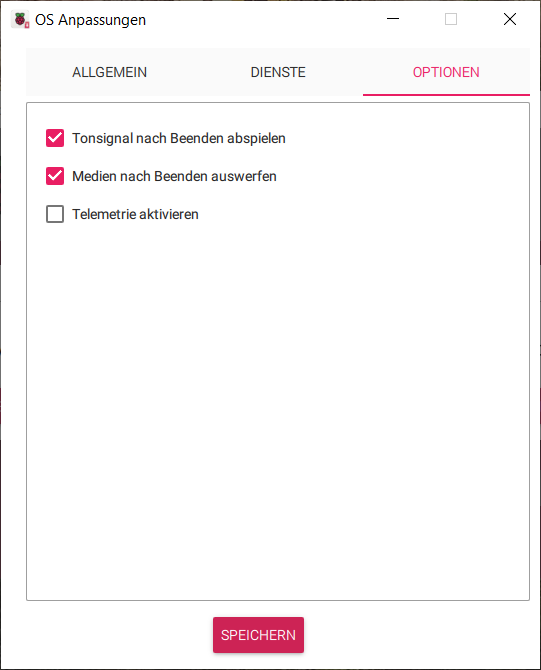 OS Anpassungen
ALLGEMEIN DIENSTE OPTIONEN
Tonsignal nach Beenden abspielen
Medien nach Beenden auswerfen
Telemetrie aktivieren
SPEICHERN